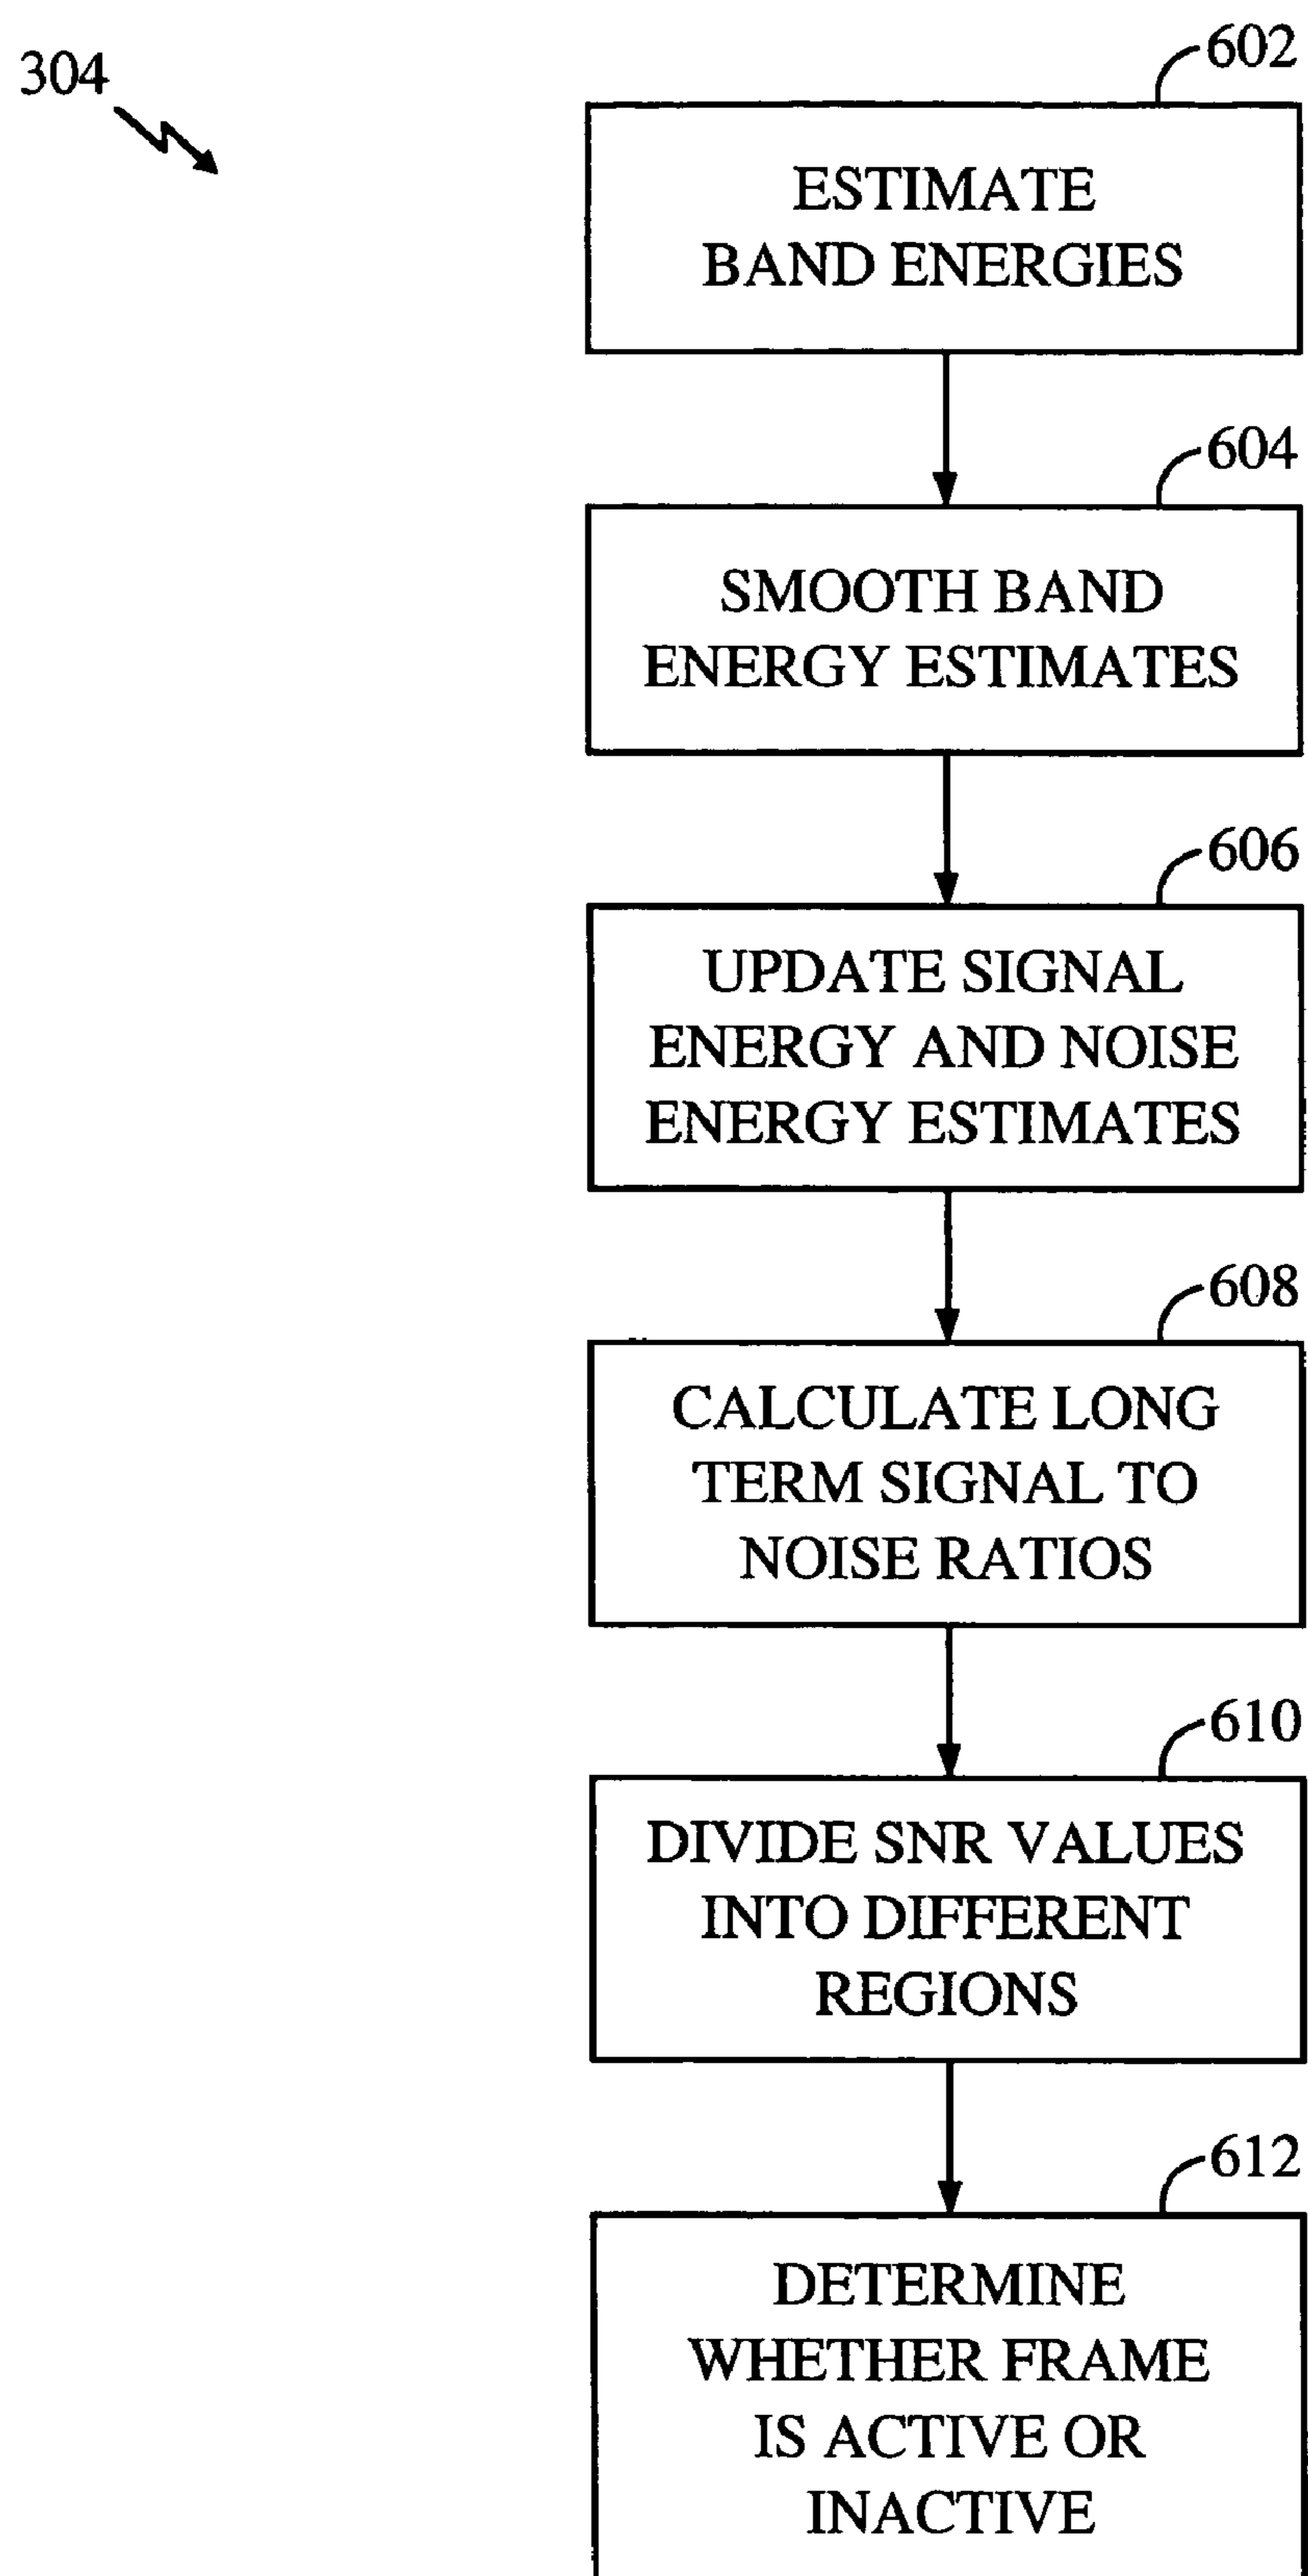 304
602
ESTIMATE
BAND ENERGIES
604
SMOOTH BAND
ENERGY ESTIMATES
606
UPDATE SIGNAL
ENERGY AND NOISE
ENERGY ESTIMATES
608
CALCULATE LONG
TERM SIGNAL TO
NOISE RATIOS
610
DIVIDE SNR VALUES
INTO DIFFERENT
REGIONS
612
DETERMINE
WHETHER FRAME
IS ACTIVE OR
INACTIVE